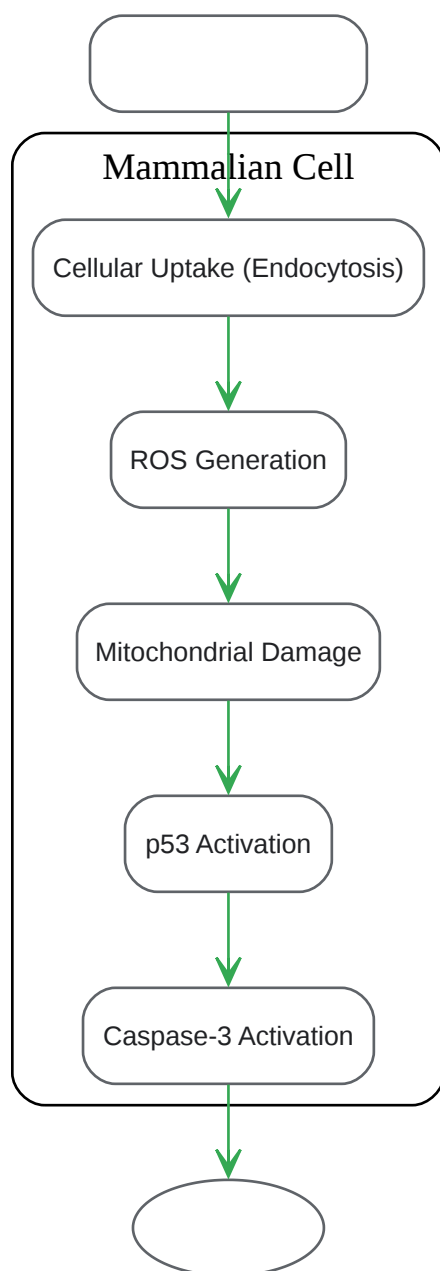 Mammalian Cell
Cellular Uptake (Endocytosis)
ROS Generation
Mitochondrial Damage
p53 Activation
Caspase-3 Activation